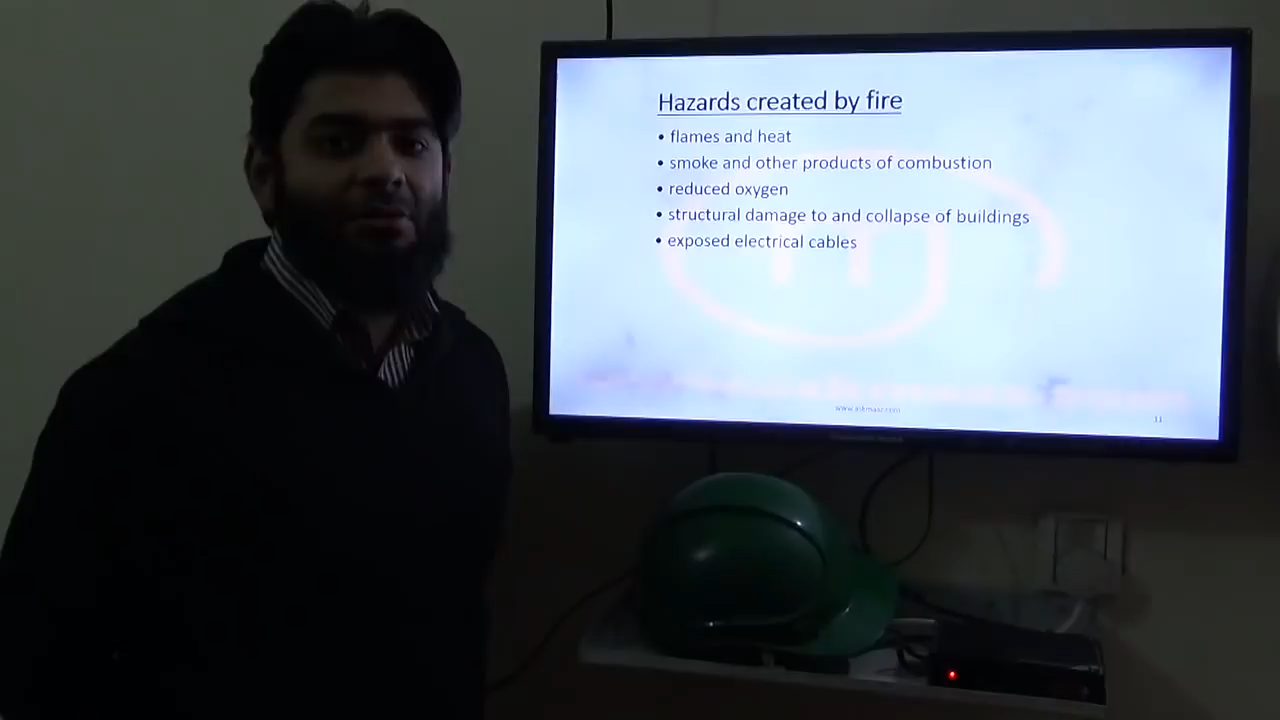 Hazards created by fire
• flames and heat
• smoke and other products of combustion
• reduced oxygen
• structural damage to and collapse of buildings
• exposed electrical cables
11